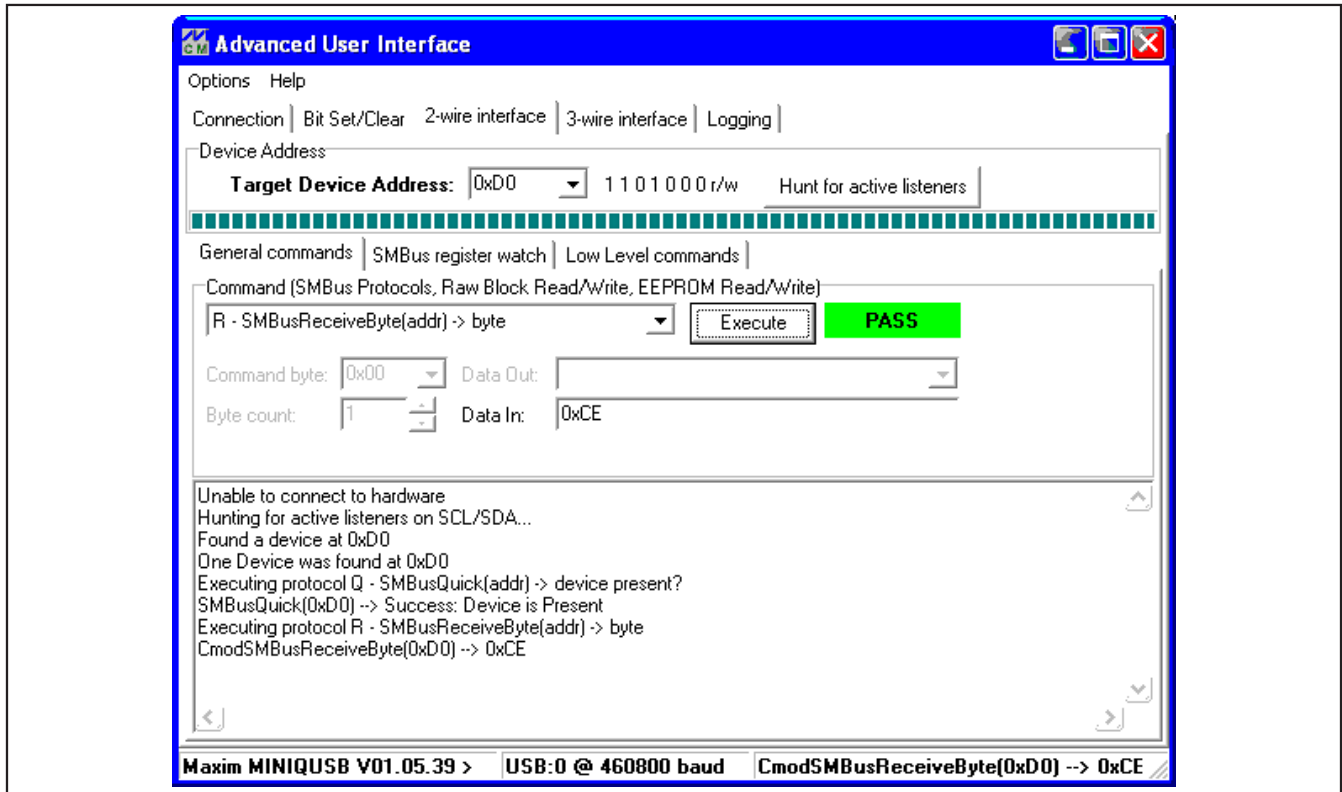 CM Advanced User Interface
Options Help
Connection Bit Set/Clear 2-wire interface 3-wire interface Logging
Device Address
Target Device Address: 0xD0 1 1 0 1 0 0 0 r/w Hunt for active listeners
General commands SMBus register watch Low Level commands
Command (SMBus Protocols, Raw Block Read/Write, EEPROM Read/Write)
R - SMBusReceiveByte(addr) -> byte Execute PASS
Command byte: 0x00 Data Out:
Byte count: 1 Data In: 0xCE
Unable to connect to hardware
Hunting for active listeners on SCL/SDA...
Found a device at 0xD0
One Device was found at 0xD0
Executing protocol Q - SMBusQuick(addr) -> device present?
SMBusQuick(0xD0) --> Success: Device is Present
Executing protocol R - SMBusReceiveByte(addr) -> byte
CmodSMBusReceiveByte(0xD0) --> 0xCE
Maxim MINIQUSB V01.05.39 > USB:0 @ 460800 baud CmodSMBusReceiveByte(0xD0) --> 0xCE